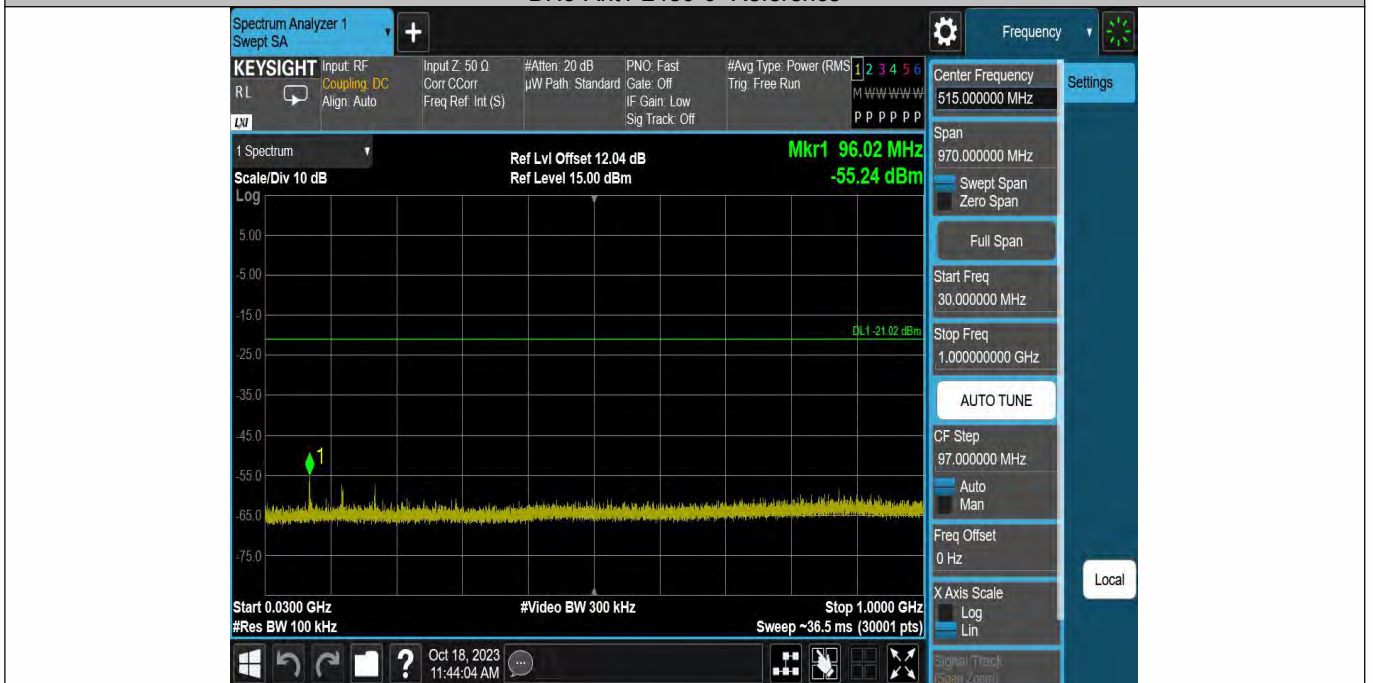 Spectrum Analyzer 1
Swept SA
+
Frequency
KEYSIGHT
RL
LXI
Input: RF
Coupling: DC
Align: Auto
Input Z: 50 Ω
Corr CCorr
Freq Ref: Int (S)
#Atten: 20 dB
µW Path: Standard
PNO: Fast
Gate: Off
IF Gain: Low
Sig Track: Off
#Avg Type: Power (RMS
Trig: Free Run
1 2 3 4 5 6
M W W W W W
P P P P P P
1 Spectrum
Scale/Div 10 dB
Log
Ref Lvl Offset 12.04 dB
Ref Level 15.00 dBm
Mkr1 96.02 MHz
-55.24 dBm
5.00
-5.00
-15.0
DL1 -21.02 dBm
-25.0
-35.0
-45.0
1
-55.0
-65.0
-75.0
Start 0.0300 GHz
#Res BW 100 kHz
#Video BW 300 kHz
Stop 1.0000 GHz
Sweep ~36.5 ms (30001 pts)
?
Oct 18, 2023
11:44:04 AM
Center Frequency
515.000000 MHz
Settings
Span
970.000000 MHz
Swept Span
Zero Span
Full Span
Start Freq
30.000000 MHz
Stop Freq
1.000000000 GHz
AUTO TUNE
CF Step
97.000000 MHz
Auto
Man
Freq Offset
0 Hz
X Axis Scale
Log
Lin
Local
Signal Track
(Span Zoom)